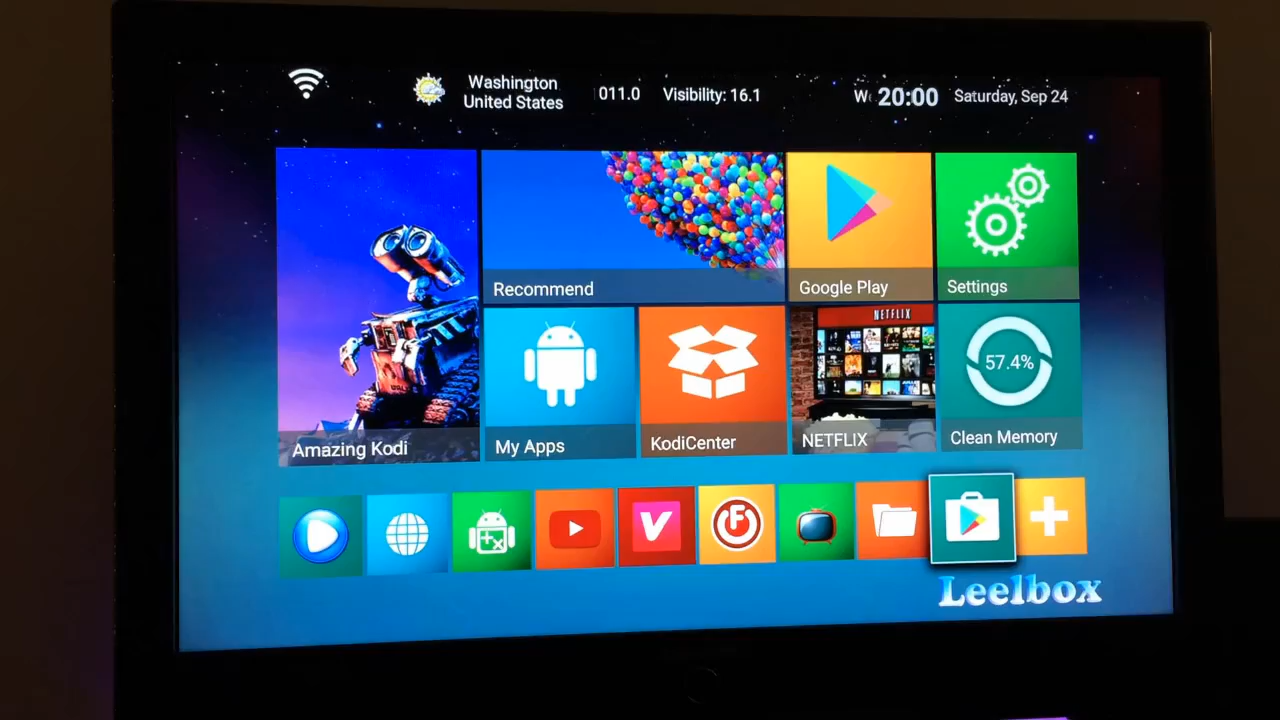 Washington
United States
011.0
Visibility: 16.1
20:00
Saturday, Sep 24
Recommend
Google Play
Settings
NETFLIX
57.4%
Amazing Kodi
My Apps
KodiCenter
NETFLIX
Clean Memory
Leelbox